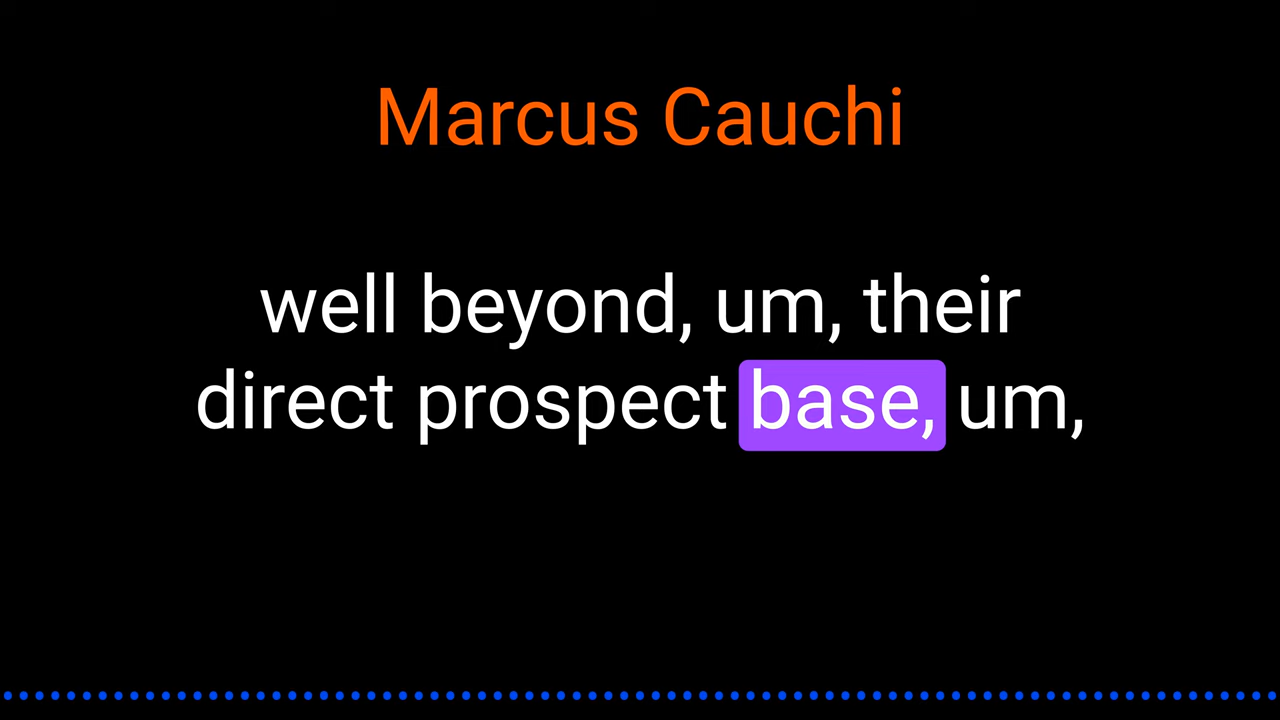 Marcus Cauchi
well beyond, um, their
direct prospect base, um,